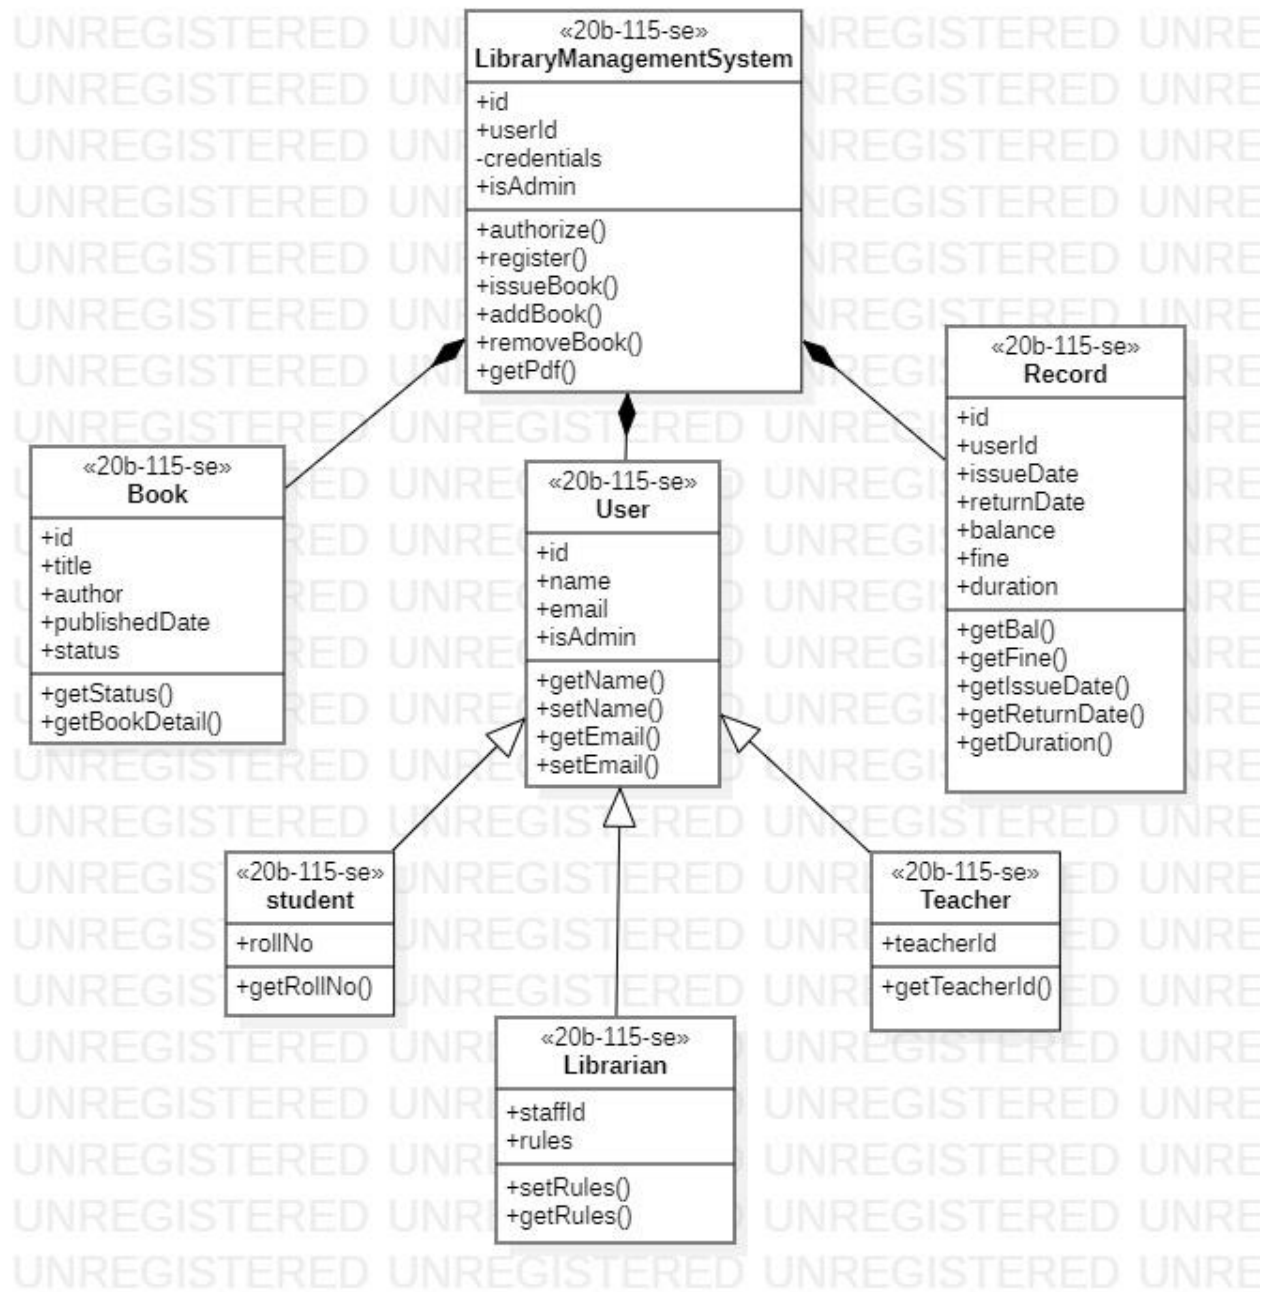 «20b-115-se»
LibraryManagementSystem
+id
+userId
-credentials
+isAdmin
+authorize()
+register()
+issueBook()
+addBook()
+removeBook()
+getPdf()
«20b-115-se»
Book
+id
+title
+author
+publishedDate
+status
+getStatus()
+getBookDetail()
«20b-115-se»
User
+id
+name
+email
+isAdmin
+getName()
+setName()
+getEmail()
+setEmail()
«20b-115-se»
Record
+id
+userId
+issueDate
+returnDate
+balance
+fine
+duration
+getBal()
+getFine()
+getIssueDate()
+getReturnDate()
+getDuration()
«20b-115-se»
student
+rollNo
+getRollNo()
«20b-115-se»
Librarian
+staffId
+rules
+setRules()
+getRules()
«20b-115-se»
Teacher
+teacherId
+getTeacherId()
UNREGISTERED